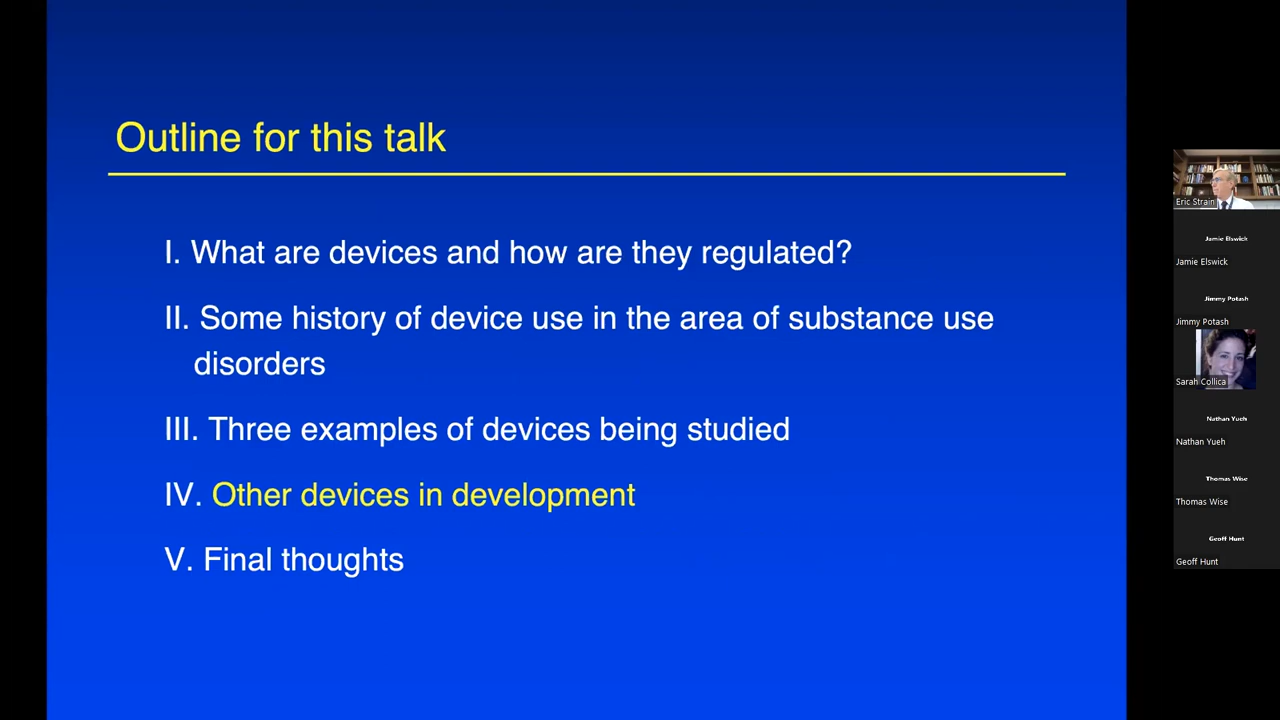 Outline for this talk
I. What are devices and how are they regulated?
II. Some history of device use in the area of substance use
disorders
III. Three examples of devices being studied
IV. Other devices in development
V. Final thoughts
Eric Strain
Jamie Elswick
Jamie Elswick
Jimmy Potash
Jimmy Potash
Sarah Collica
Nathan Yueh
Nathan Yueh
Thomas Wise
Thomas Wise
Geoff Hunt
Geoff Hunt